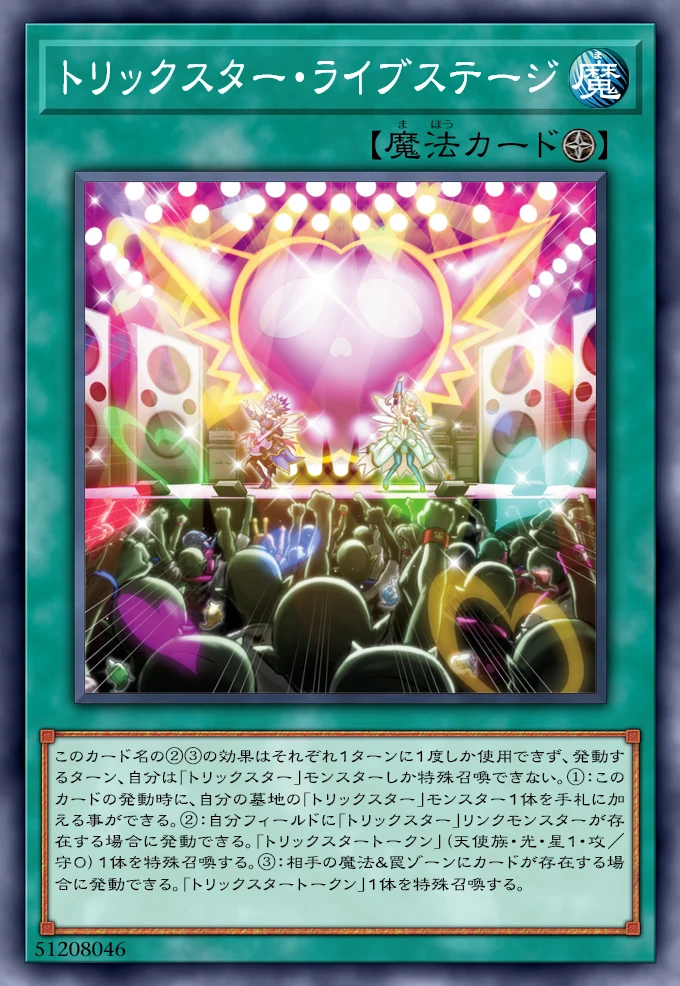 トリックスター・ライブステージ 魔
ま
ま ほう
【魔法カード】
このカード名の②③の効果はそれぞれ1ターンに1度しか使用できず、発動す
るターン、自分は「トリックスター」モンスターしか特殊召喚できない。①:この
カードの発動時に、自分の墓地の「トリックスター」モンスター1体を手札に加
える事ができる。②:自分フィールドに「トリックスター」リンクモンスターが存
在する場合に発動できる。「トリックスタートークン」(天使族・光・星1・攻/
守0)1体を特殊召喚する。③:相手の魔法&罠ゾーンにカードが存在する場
合に発動できる。「トリックスタートークン」1体を特殊召喚する。
51208046